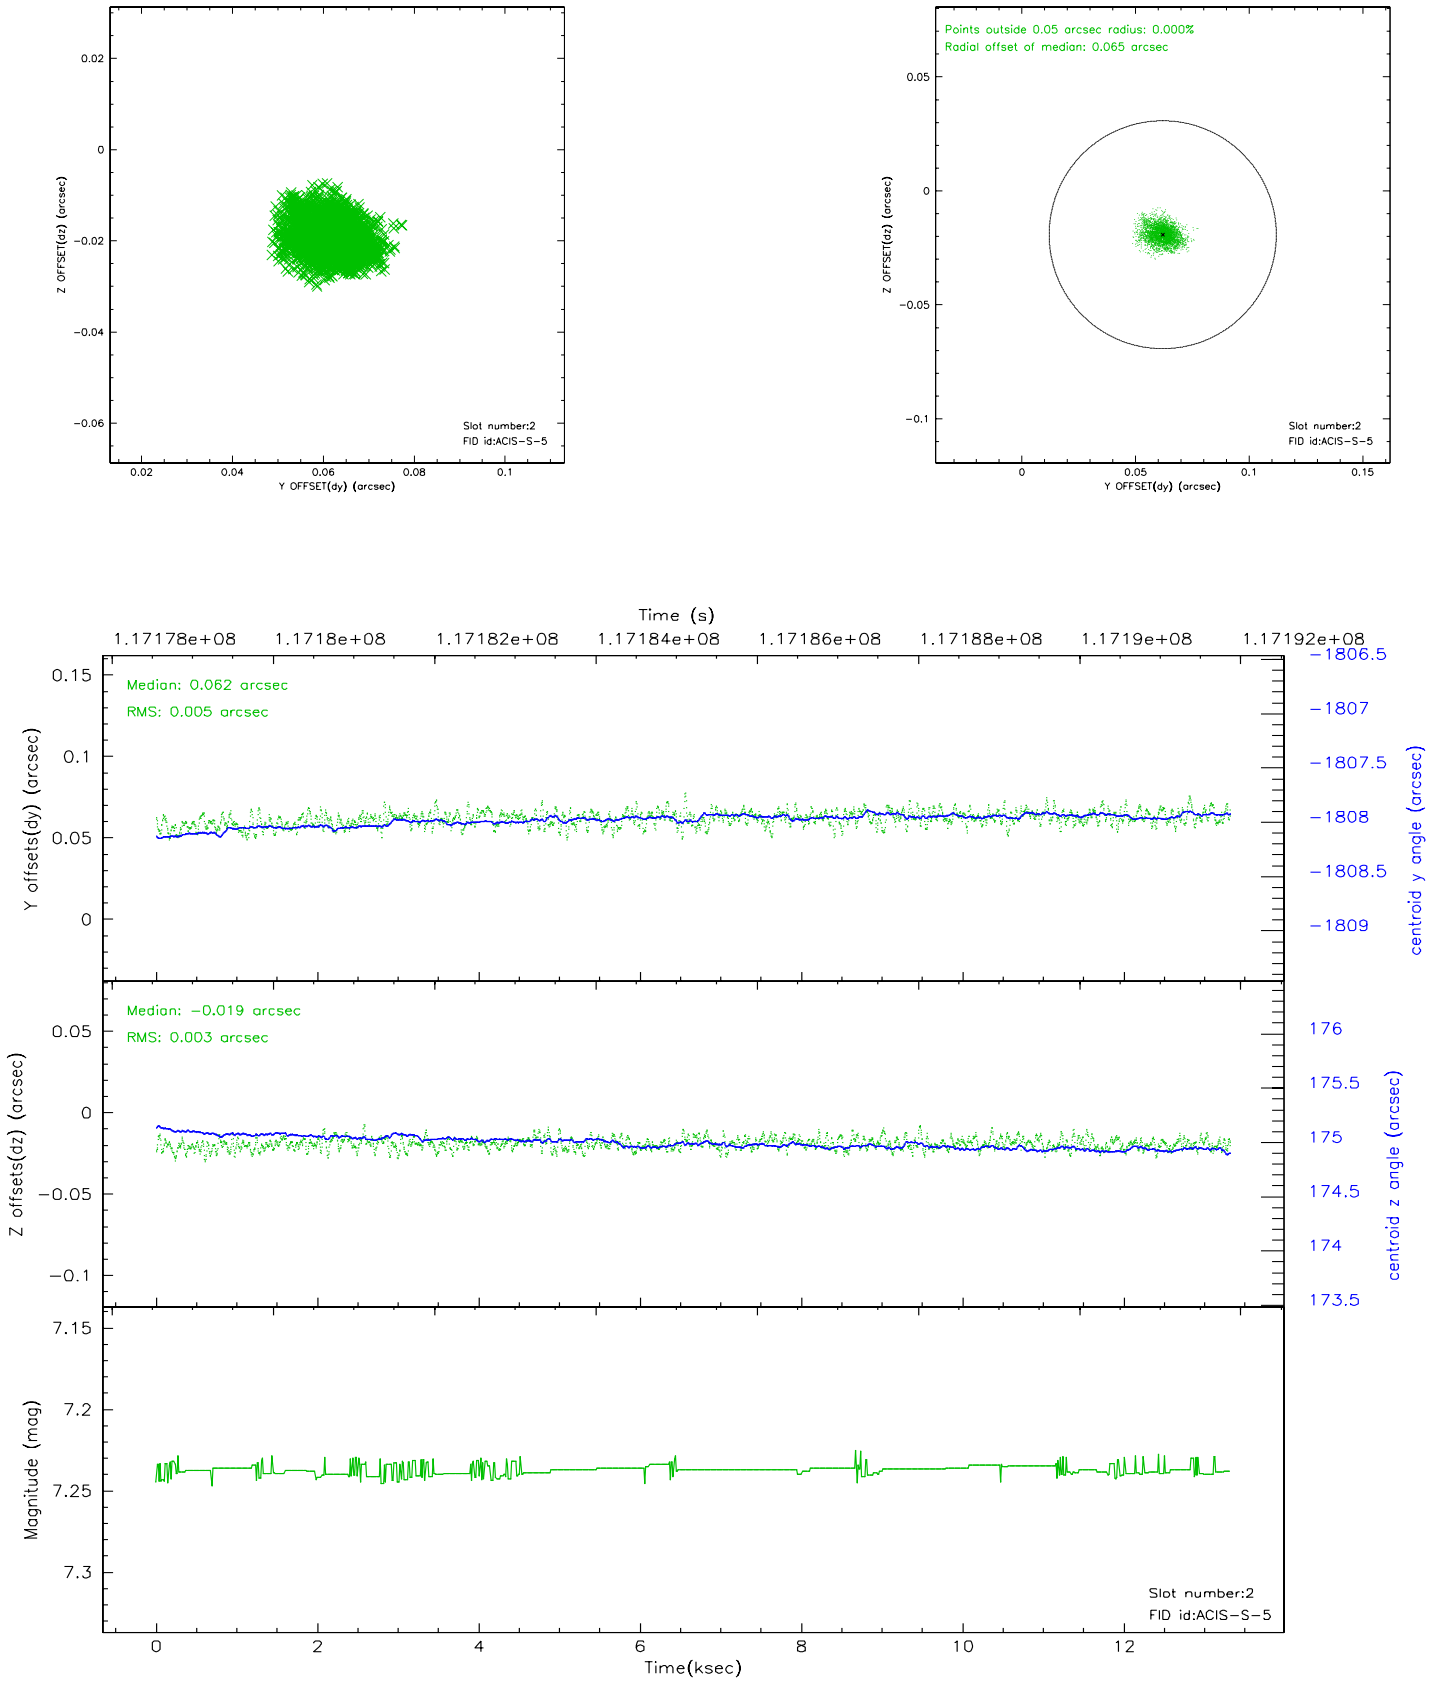 0.02
0
−0.02
−0.04
−0.06
Z OFFSET(dz) (arcsec)
Slot number:2
FID id:ACIS−S−5
0.02 0.04 0.06 0.08 0.1
Y OFFSET(dy) (arcsec)
Points outside 0.05 arcsec radius: 0.000%
Radial offset of median: 0.065 arcsec
0.05
0
−0.05
−0.1
Z OFFSET(dz) (arcsec)
Slot number:2
FID id:ACIS−S−5
0 0.05 0.1 0.15
Y OFFSET(dy) (arcsec)
Time (s)
1.17178e+08 1.1718e+08 1.17182e+08 1.17184e+08 1.17186e+08 1.17188e+08 1.1719e+08 1.17192e+08
Median: 0.062 arcsec
RMS: 0.005 arcsec
0.15
0.1
0.05
0
Y offsets(dy) (arcsec)
−1806.5
−1807
−1807.5
−1808
−1808.5
−1809
centroid y angle (arcsec)
Median: −0.019 arcsec
RMS: 0.003 arcsec
0.05
0
−0.05
−0.1
Z offsets(dz) (arcsec)
176
175.5
175
174.5
174
173.5
centroid z angle (arcsec)
7.15
7.2
7.25
7.3
Magnitude (mag)
Slot number:2
FID id:ACIS−S−5
0 2 4 6 8 10 12
Time(ksec)